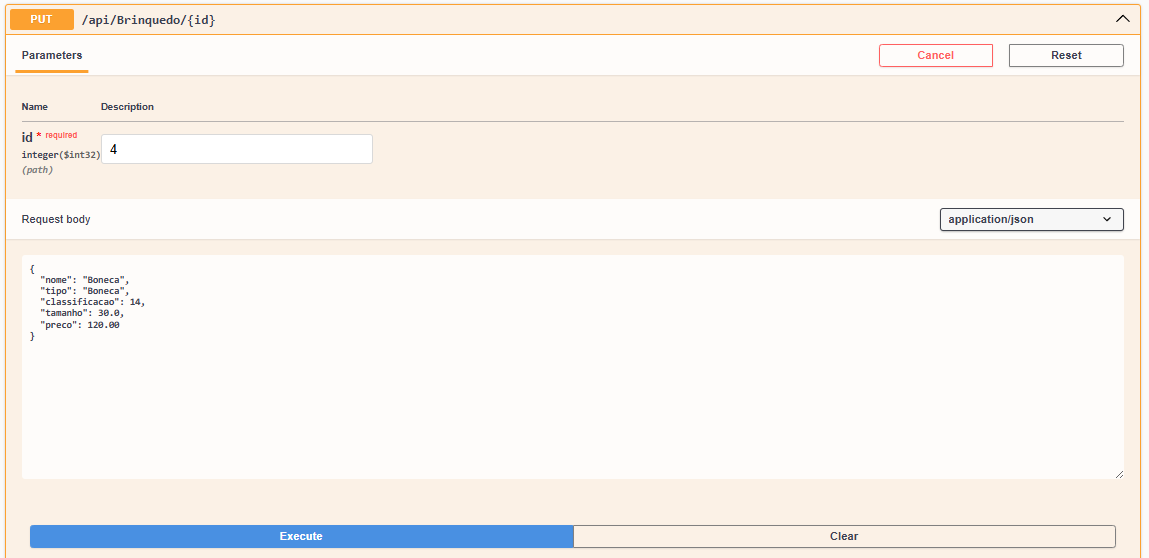 PUT /api/Brinquedo/{id}
Parameters
Cancel
Reset
Name Description
id * required
integer($int32)
(path)
4
Request body
application/json
{
  "nome": "Boneca",
  "tipo": "Boneca",
  "classificacao": 14,
  "tamanho": 30.0,
  "preco": 120.00
}
Execute
Clear